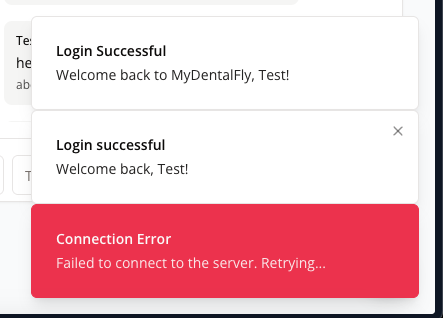 Login Successful
Welcome back to MyDentalFly, Test!
Login successful
Welcome back, Test!
Connection Error
Failed to connect to the server. Retrying...